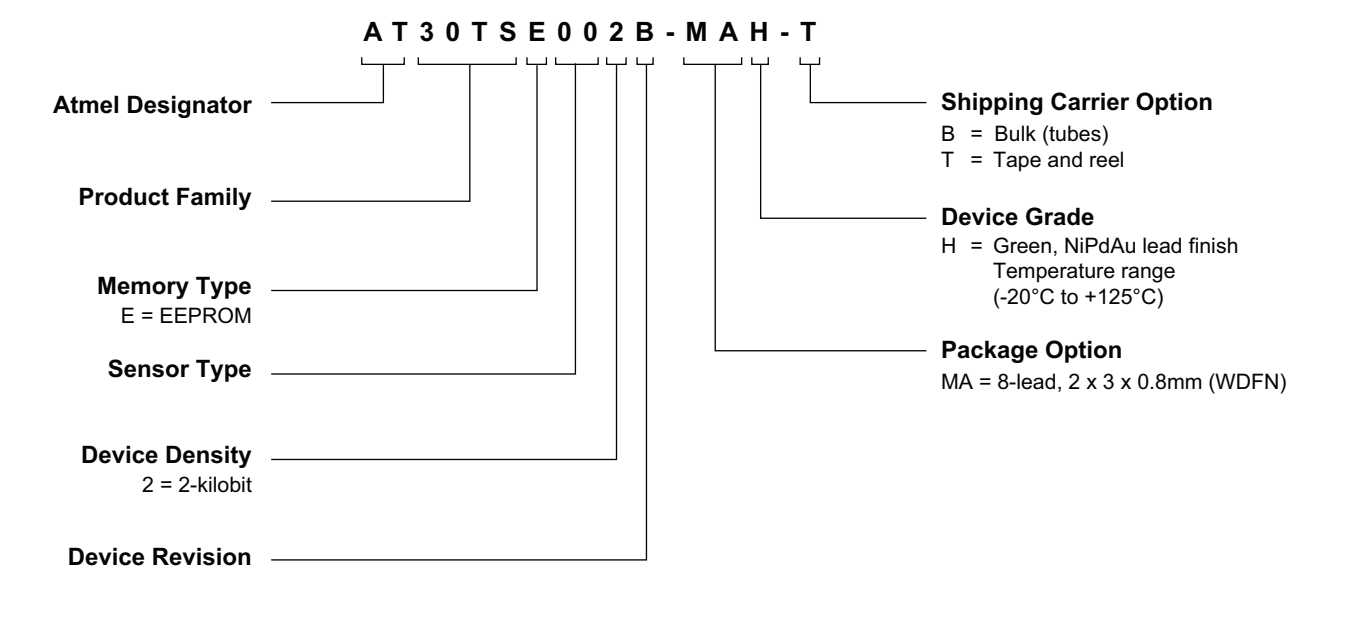 AT30TSE002B-MAH-T
Atmel Designator
Product Family
Memory Type
E = EEPROM
Sensor Type
Device Density
2 = 2-kilobit
Device Revision
Shipping Carrier Option
B = Bulk (tubes)
T = Tape and reel
Device Grade
H = Green, NiPdAu lead finish
Temperature range
(-20°C to +125°C)
Package Option
MA = 8-lead, 2 x 3 x 0.8mm (WDFN)